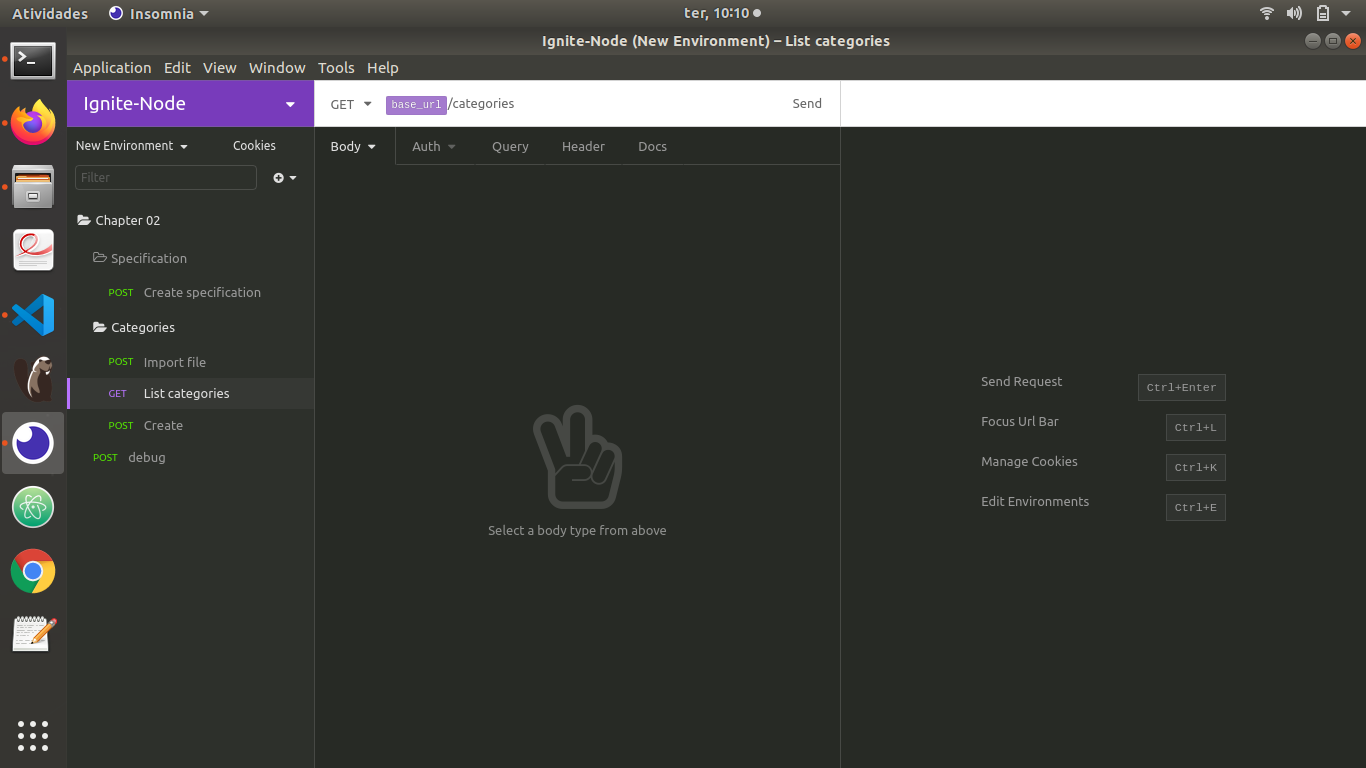 Atividades Insomnia ter, 10:10
Ignite-Node (New Environment) – List categories
Application Edit View Window Tools Help
Ignite-Node
GET base_url/categories Send
New Environment Cookies
Body Auth Query Header Docs
Filter
Chapter 02
Specification
POST Create specification
Categories
POST Import file
GET List categories
POST Create
POST debug
Select a body type from above
Send Request Ctrl+Enter
Focus Url Bar Ctrl+L
Manage Cookies Ctrl+K
Edit Environments Ctrl+E